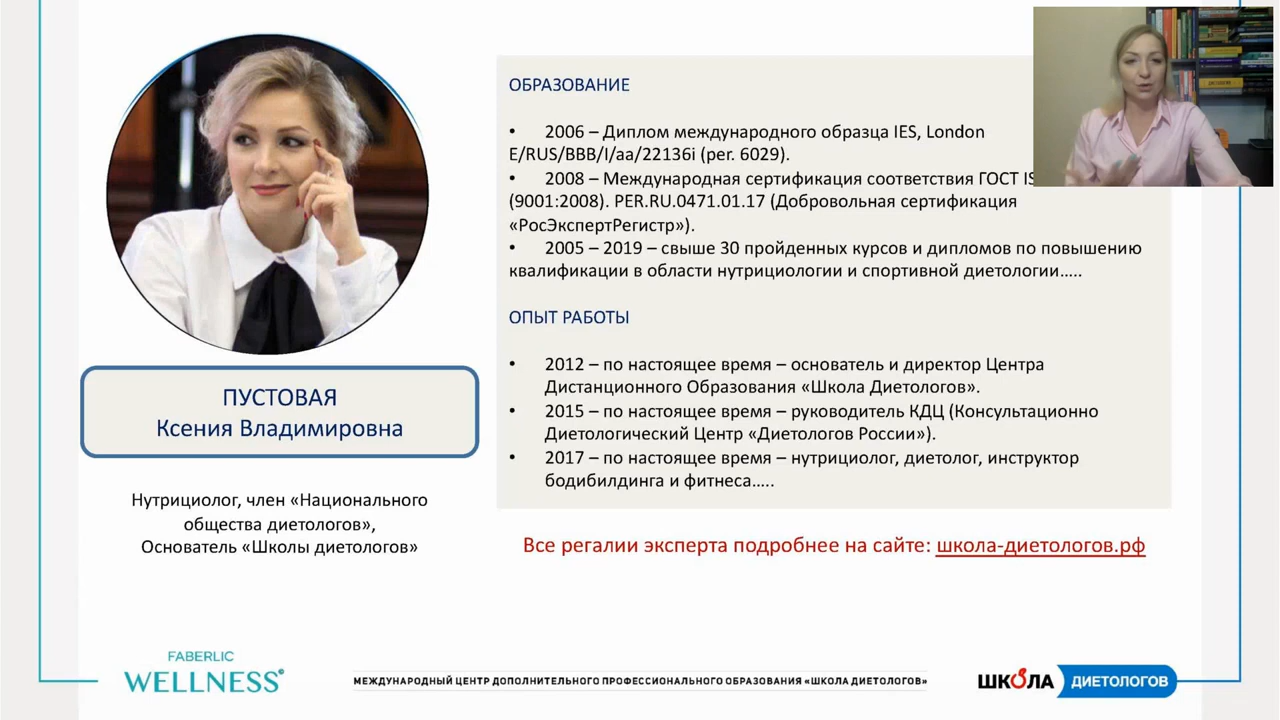 ОБРАЗОВАНИЕ
• 2006 – Диплом международного образца IES, London
E/RUS/BBB/I/aa/22136i (рег. 6029).
• 2008 – Международная сертификация соответствия ГОСТ IS
(9001:2008). PER.RU.0471.01.17 (Добровольная сертификация
«РосЭкспертРегистр»).
• 2005 – 2019 – свыше 30 пройденных курсов и дипломов по повышению
квалификации в области нутрициологии и спортивной диетологии…..
ОПЫТ РАБОТЫ
• 2012 – по настоящее время – основатель и директор Центра
Дистанционного Образования «Школа Диетологов».
• 2015 – по настоящее время – руководитель КДЦ (Консультационно
Диетологический Центр «Диетологов России»).
• 2017 – по настоящее время – нутрициолог, диетолог, инструктор
бодибилдинга и фитнеса…..
ПУСТОВАЯ
Ксения Владимировна
Нутрициолог, член «Национального
общества диетологов»,
Основатель «Школы диетологов»
Все регалии эксперта подробнее на сайте: школа-диетологов.рф
FABERLIC
WELLNESS©
МЕЖДУНАРОДНЫЙ ЦЕНТР ДОПОЛНИТЕЛЬНОГО ПРОФЕССИОНАЛЬНОГО ОБРАЗОВАНИЯ «ШКОЛА ДИЕТОЛОГОВ»
ШКОЛА ДИЕТОЛОГОВ